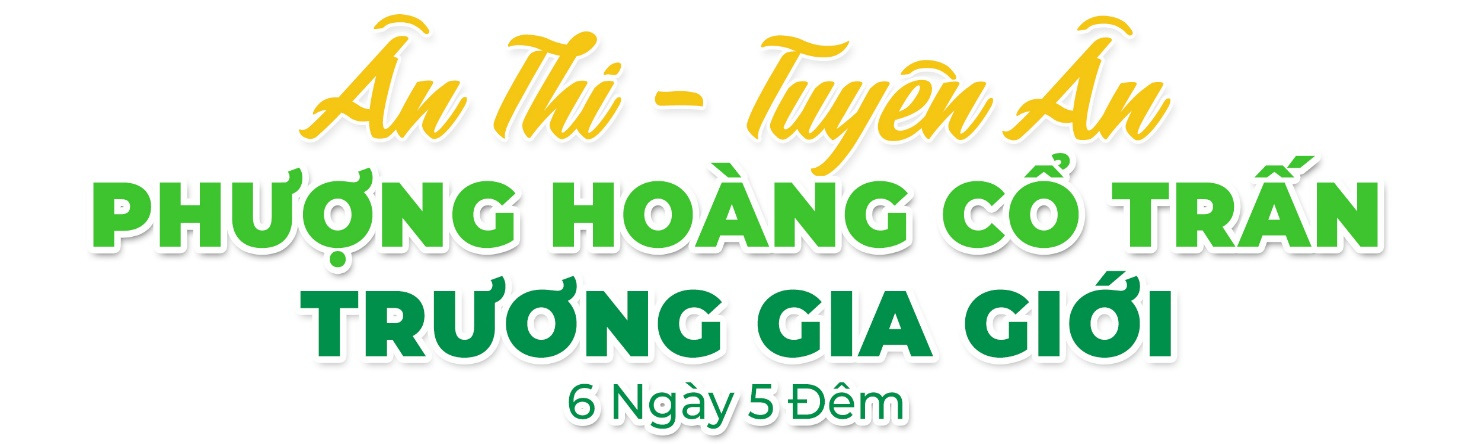 Ân Thi - Tuyên Ân
PHƯỢNG HOÀNG CỔ TRẤN
TRƯƠNG GIA GIỚI
6 Ngày 5 Đêm